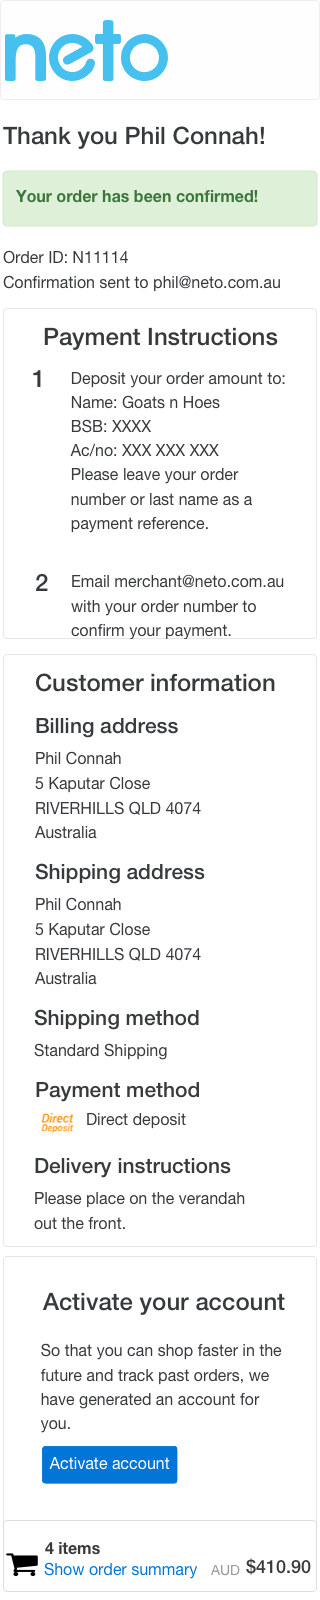 neto
Thank you Phil Connah!
Your order has been confirmed!
Order ID: N11114
Confirmation sent to phil@neto.com.au
Payment Instructions
1 Deposit your order amount to:
Name: Goats n Hoes
BSB: XXXX
Ac/no: XXX XXX XXX
Please leave your order
number or last name as a
payment reference.
2 Email merchant@neto.com.au
with your order number to
confirm your payment.
Customer information
Billing address
Phil Connah
5 Kaputar Close
RIVERHILLS QLD 4074
Australia
Shipping address
Phil Connah
5 Kaputar Close
RIVERHILLS QLD 4074
Australia
Shipping method
Standard Shipping
Payment method
Direct
Deposit
Direct deposit
Delivery instructions
Please place on the verandah
out the front.
Activate your account
So that you can shop faster in the
future and track past orders, we
have generated an account for
you.
Activate account
4 items
Show order summary AUD $410.90